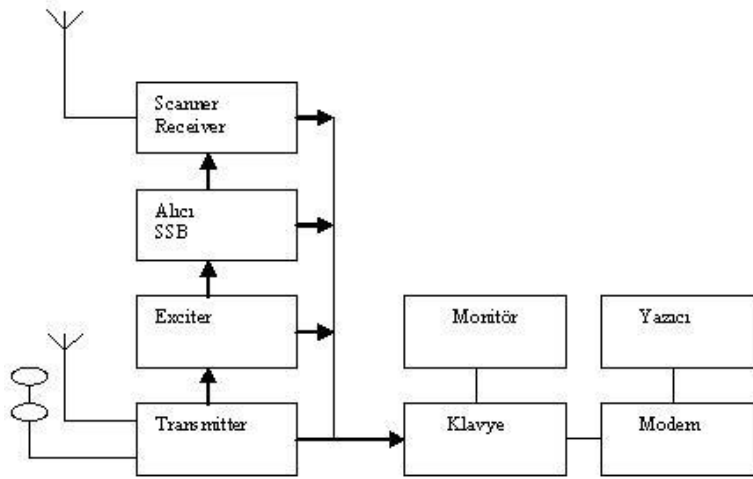 Scanner
Receiver
Alıcı
SSB
Exciter
Monitör
Yazıcı
Transmitter
Klavye
Modem